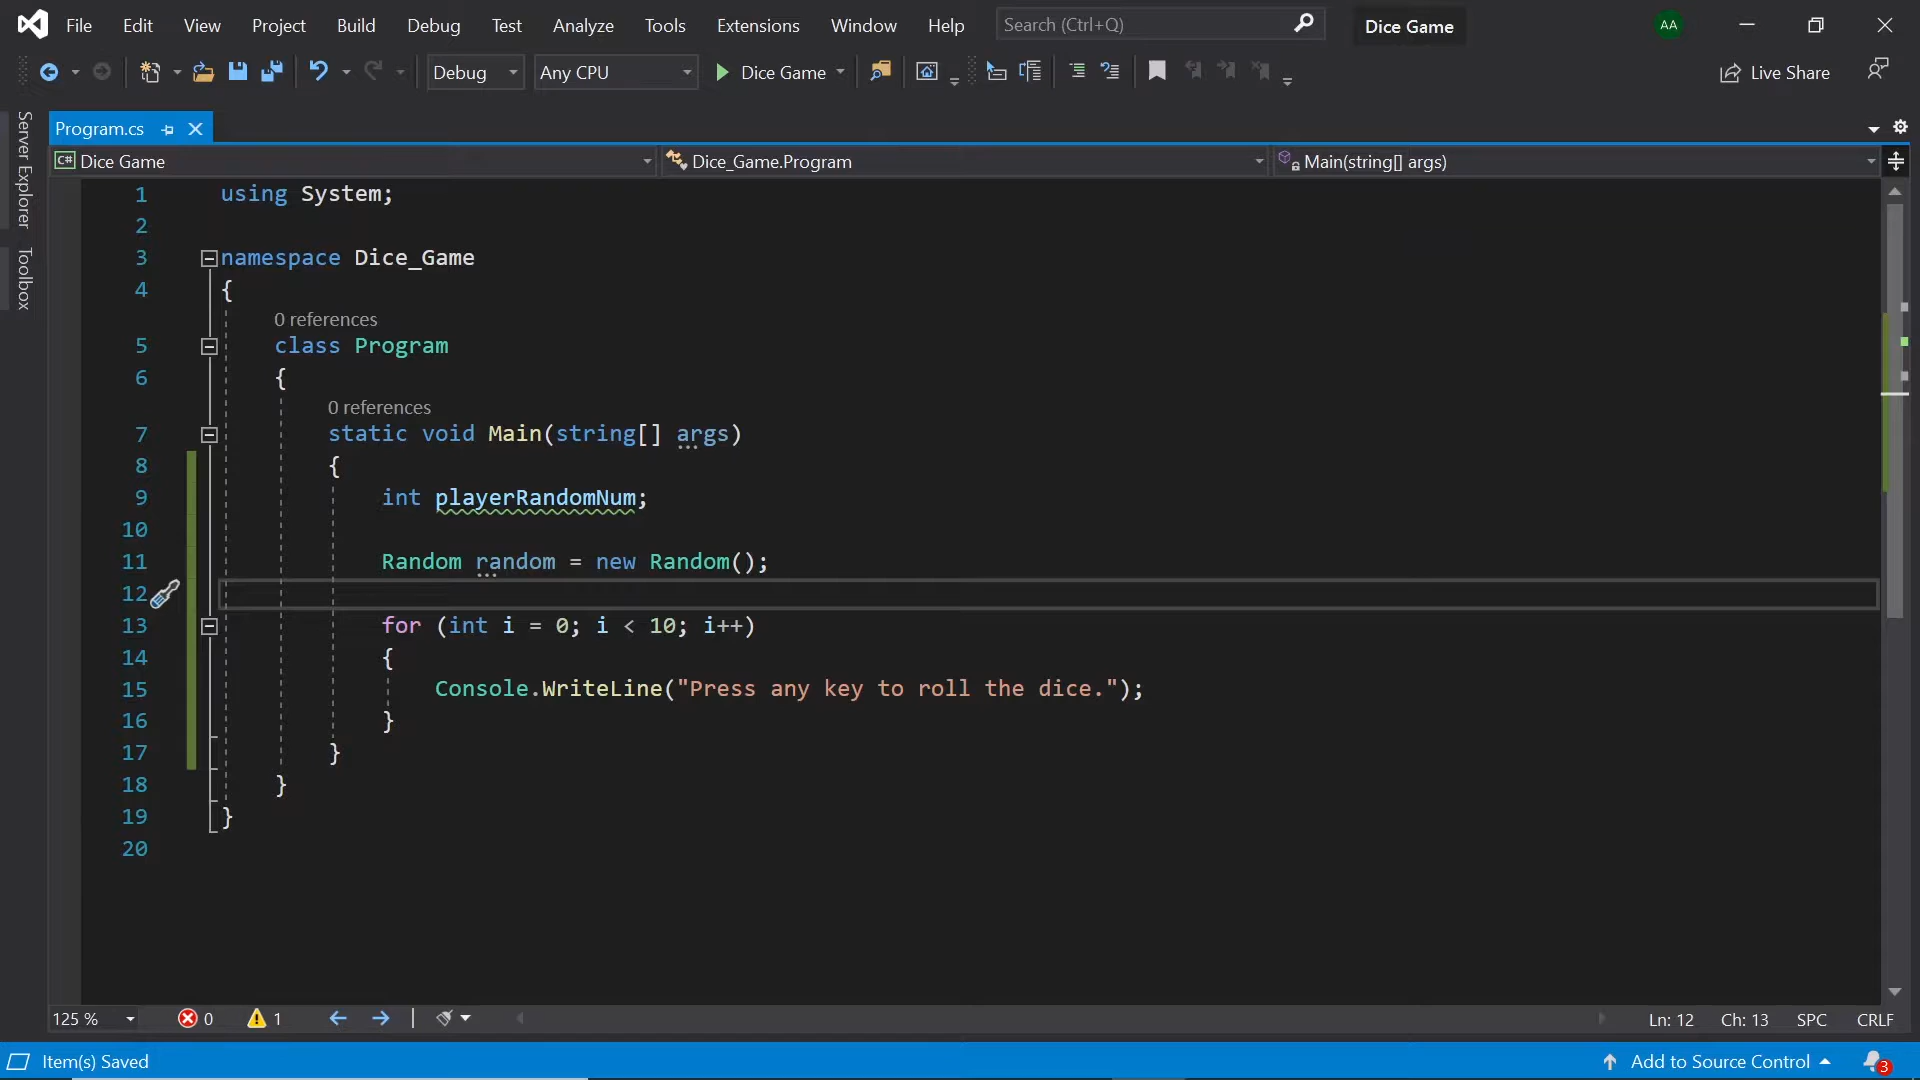 File Edit View Project Build Debug Test Analyze Tools Extensions Window Help Search (Ctrl+Q) Dice Game AA
Debug Any CPU Dice Game Live Share
Server Explorer
Toolbox
Program.cs
C# Dice Game Dice_Game.Program Main(string[] args)
1 using System;
2
3 namespace Dice_Game
4 {
0 references
5 class Program
6 {
0 references
7 static void Main(string[] args)
8 {
9 int playerRandomNum;
10
11 Random random = new Random();
12
13 for (int i = 0; i < 10; i++)
14 {
15 Console.WriteLine("Press any key to roll the dice.");
16 }
17 }
18 }
19 }
20
125 % 0 1 Ln: 12 Ch: 13 SPC CRLF
Item(s) Saved Add to Source Control 3